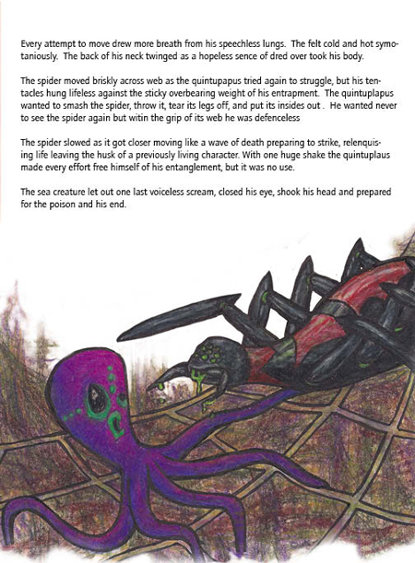 Every attempt to move drew more breath from his speechless lungs.  The felt cold and hot symo-
taniously.  The back of his neck twinged as a hopeless sence of dred over took his body.
The spider moved briskly across web as the quintupapus tried again to struggle, but his ten-
tacles hung lifeless against the sticky overbearing weight of his entrapment.  The quintuplapus
wanted to smash the spider, throw it, tear its legs off, and put its insides out .  He wanted never
to see the spider again but witin the grip of its web he was defenceless
The spider slowed as it got closer moving like a wave of death preparing to strike, relenquis-
ing life leaving the husk of a previously living character. With one huge shake the quintuplaus
made every effort free himself of his entanglement, but it was no use.
The sea creature let out one last voiceless scream, closed his eye, shook his head and prepared
for the poison and his end.